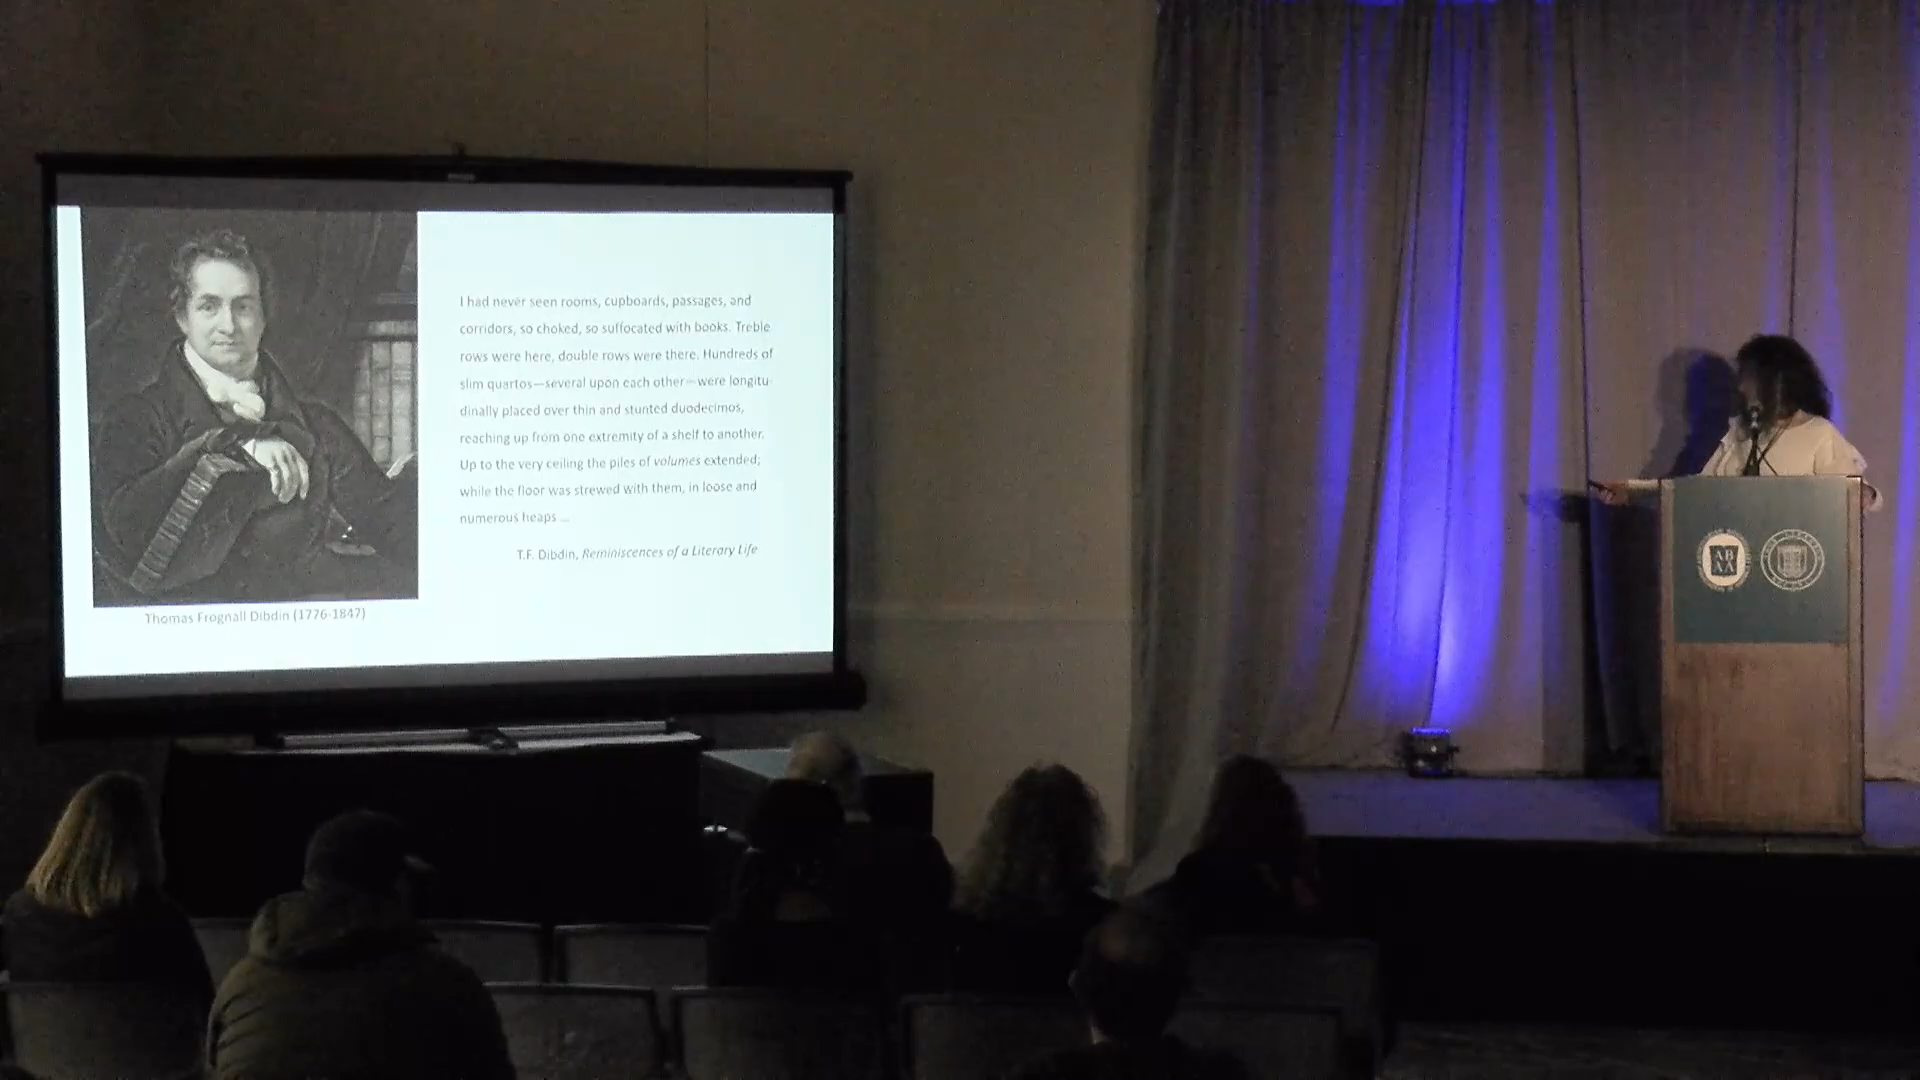 I had never seen rooms, cupboards, passages, and
corridors, so choked, so suffocated with books. Treble
rows were here, double rows were there. Hundreds of
slim quartos—several upon each other—were longitu-
dinally placed over thin and stunted duodecimos,
reaching up from one extremity of a shelf to another.
Up to the very ceiling the piles of volumes extended;
while the floor was strewed with them, in loose and
numerous heaps ...
T.F. Dibdin, Reminiscences of a Literary Life
Thomas Frognall Dibdin (1776-1847)
AB
AA